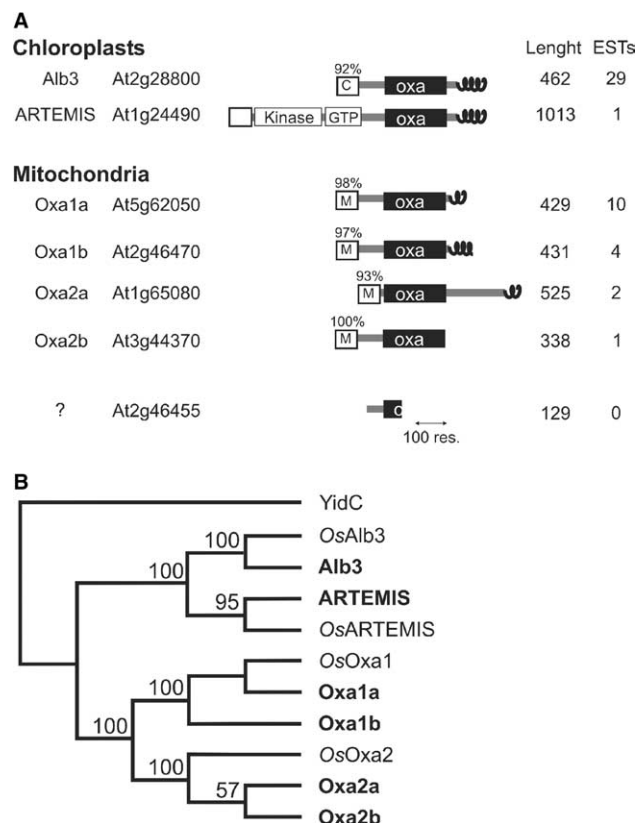 A
Chloroplasts Lenght ESTs
92%
Alb3 At2g28800 C oxa 462 29
ARTEMIS At1g24490 Kinase GTP oxa 1013 1
Mitochondria
98%
Oxa1a At5g62050 M oxa 429 10
97%
Oxa1b At2g46470 M oxa 431 4
93%
Oxa2a At1g65080 M oxa 525 2
100%
Oxa2b At3g44370 M oxa 338 1
? At2g46455 o 129 0
100 res.
B
YidC
OsAlb3
100
Alb3
100
ARTEMIS
95
OsARTEMIS
OsOxa1
100
Oxa1a
Oxa1b
100
OsOxa2
100
Oxa2a
57
Oxa2b